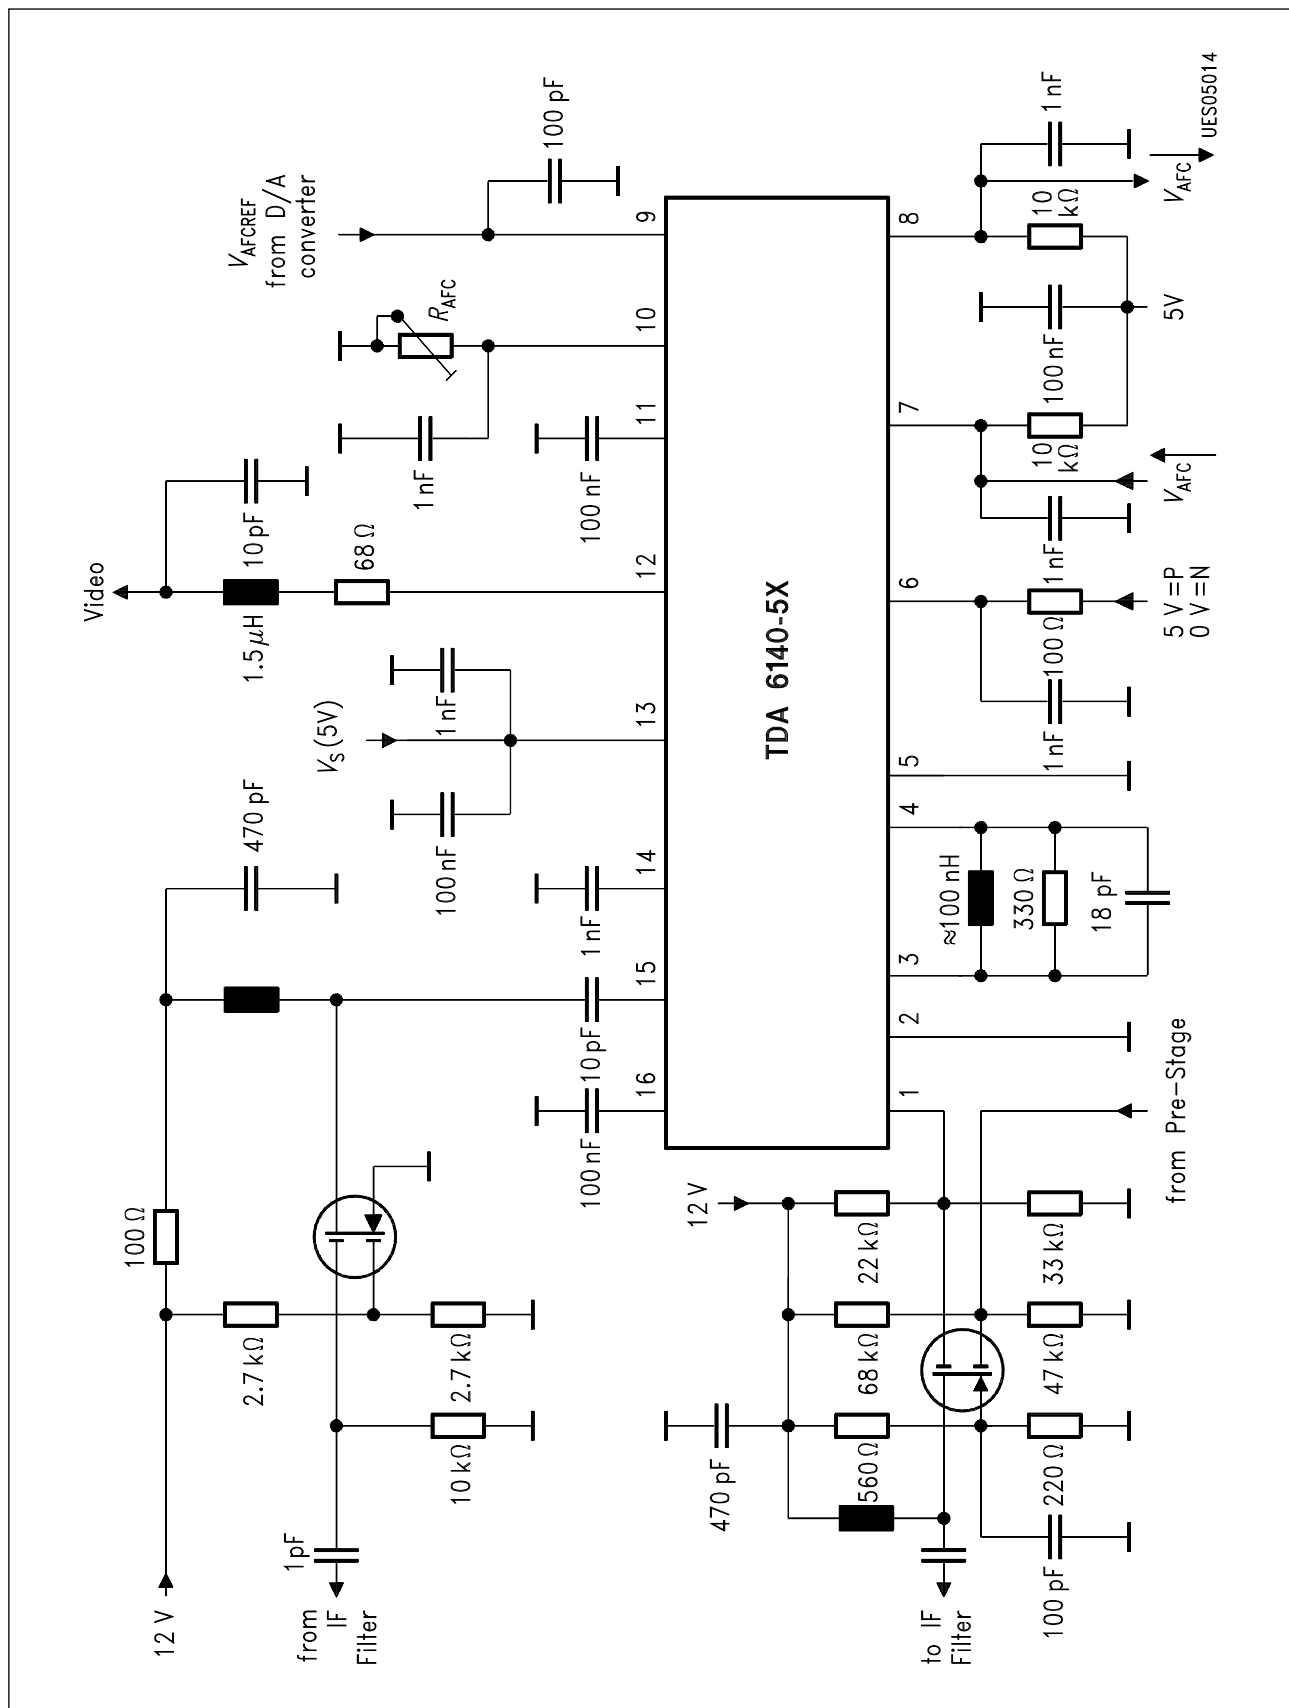 12 V
100 Ω
470 pF
2.7 kΩ
2.7 kΩ
10 kΩ
1 pF
from
IF
Filter
Video
10 pF
1.5 μH
68 Ω
V_S (5V)
1 nF
100 nF
V_AFCREF
from D/A
converter
100 pF
R_AFC
1 nF
100 nF
1 nF
10 pF
100 nF
16
15
14
13
12
11
10
9
TDA 6140-5X
1
2
3
4
5
6
7
8
12 V
470 pF
22 kΩ
68 kΩ
560 Ω
33 kΩ
47 kΩ
220 Ω
100 pF
to IF
Filter
from Pre-Stage
≈100 nH
330 Ω
18 pF
1 nF
100 Ω
1 nF
5 V =P
0 V =N
V_AFC
10
kΩ
100 nF
5V
10
kΩ
1 nF
V_AFC
UES05014